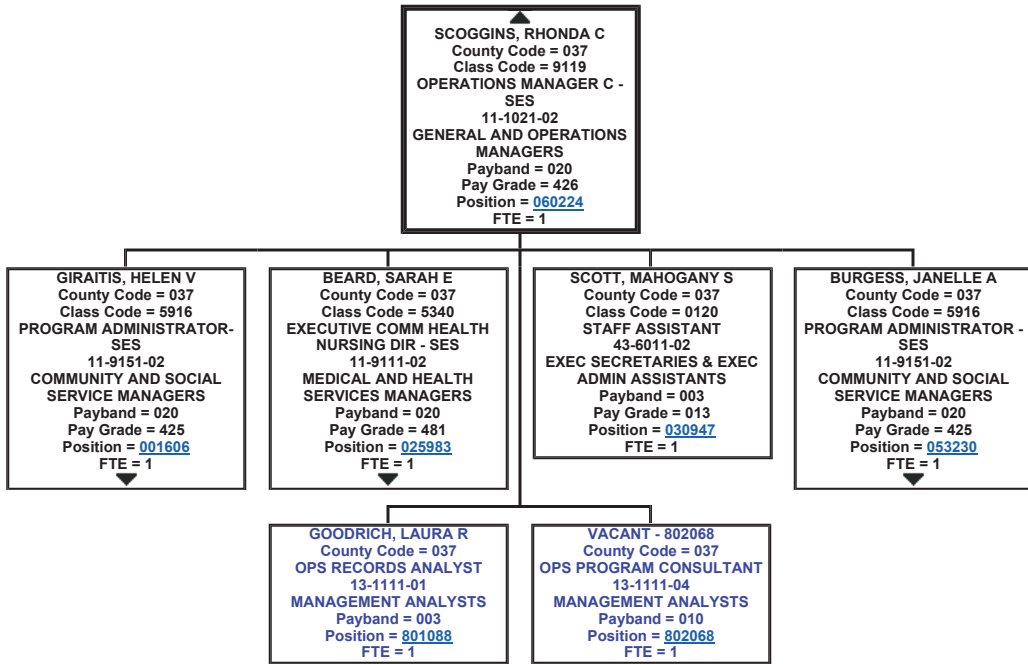 SCOGGINS, RHONDA C
County Code = 037
Class Code = 9119
OPERATIONS MANAGER C -
SES
11-1021-02
GENERAL AND OPERATIONS
MANAGERS
Payband = 020
Pay Grade = 426
Position = 060224
FTE = 1
GIRAITIS, HELEN V
County Code = 037
Class Code = 5916
PROGRAM ADMINISTRATOR-
SES
11-9151-02
COMMUNITY AND SOCIAL
SERVICE MANAGERS
Payband = 020
Pay Grade = 425
Position = 001606
FTE = 1
BEARD, SARAH E
County Code = 037
Class Code = 5340
EXECUTIVE COMM HEALTH
NURSING DIR - SES
11-9111-02
MEDICAL AND HEALTH
SERVICES MANAGERS
Payband = 020
Pay Grade = 481
Position = 025983
FTE = 1
SCOTT, MAHOGANY S
County Code = 037
Class Code = 0120
STAFF ASSISTANT
43-6011-02
EXEC SECRETARIES & EXEC
ADMIN ASSISTANTS
Payband = 003
Pay Grade = 013
Position = 030947
FTE = 1
BURGESS, JANELLE A
County Code = 037
Class Code = 5916
PROGRAM ADMINISTRATOR -
SES
11-9151-02
COMMUNITY AND SOCIAL
SERVICE MANAGERS
Payband = 020
Pay Grade = 425
Position = 053230
FTE = 1
GOODRICH, LAURA R
County Code = 037
OPS RECORDS ANALYST
13-1111-01
MANAGEMENT ANALYSTS
Payband = 003
Position = 801088
FTE = 1
VACANT - 802068
County Code = 037
OPS PROGRAM CONSULTANT
13-1111-04
MANAGEMENT ANALYSTS
Payband = 010
Position = 802068
FTE = 1